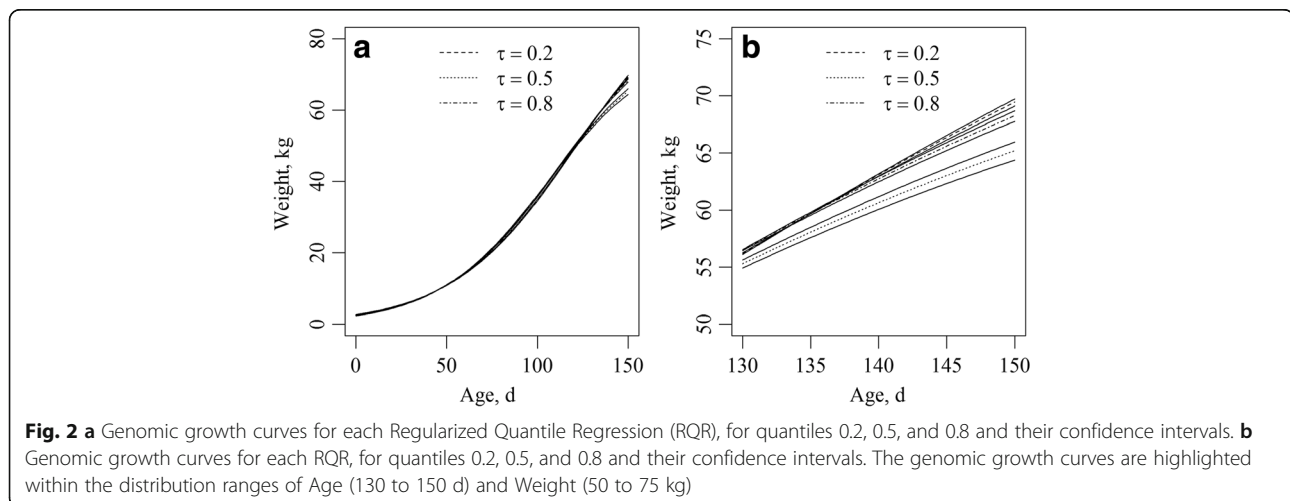 a
80
60
40
20
0
Weight, kg
τ = 0.2
τ = 0.5
τ = 0.8
0 50 100 150
Age, d
b
75
70
65
60
55
50
Weight, kg
τ = 0.2
τ = 0.5
τ = 0.8
130 135 140 145 150
Age, d
Fig. 2 a Genomic growth curves for each Regularized Quantile Regression (RQR), for quantiles 0.2, 0.5, and 0.8 and their confidence intervals. b
Genomic growth curves for each RQR, for quantiles 0.2, 0.5, and 0.8 and their confidence intervals. The genomic growth curves are highlighted
within the distribution ranges of Age (130 to 150 d) and Weight (50 to 75 kg)